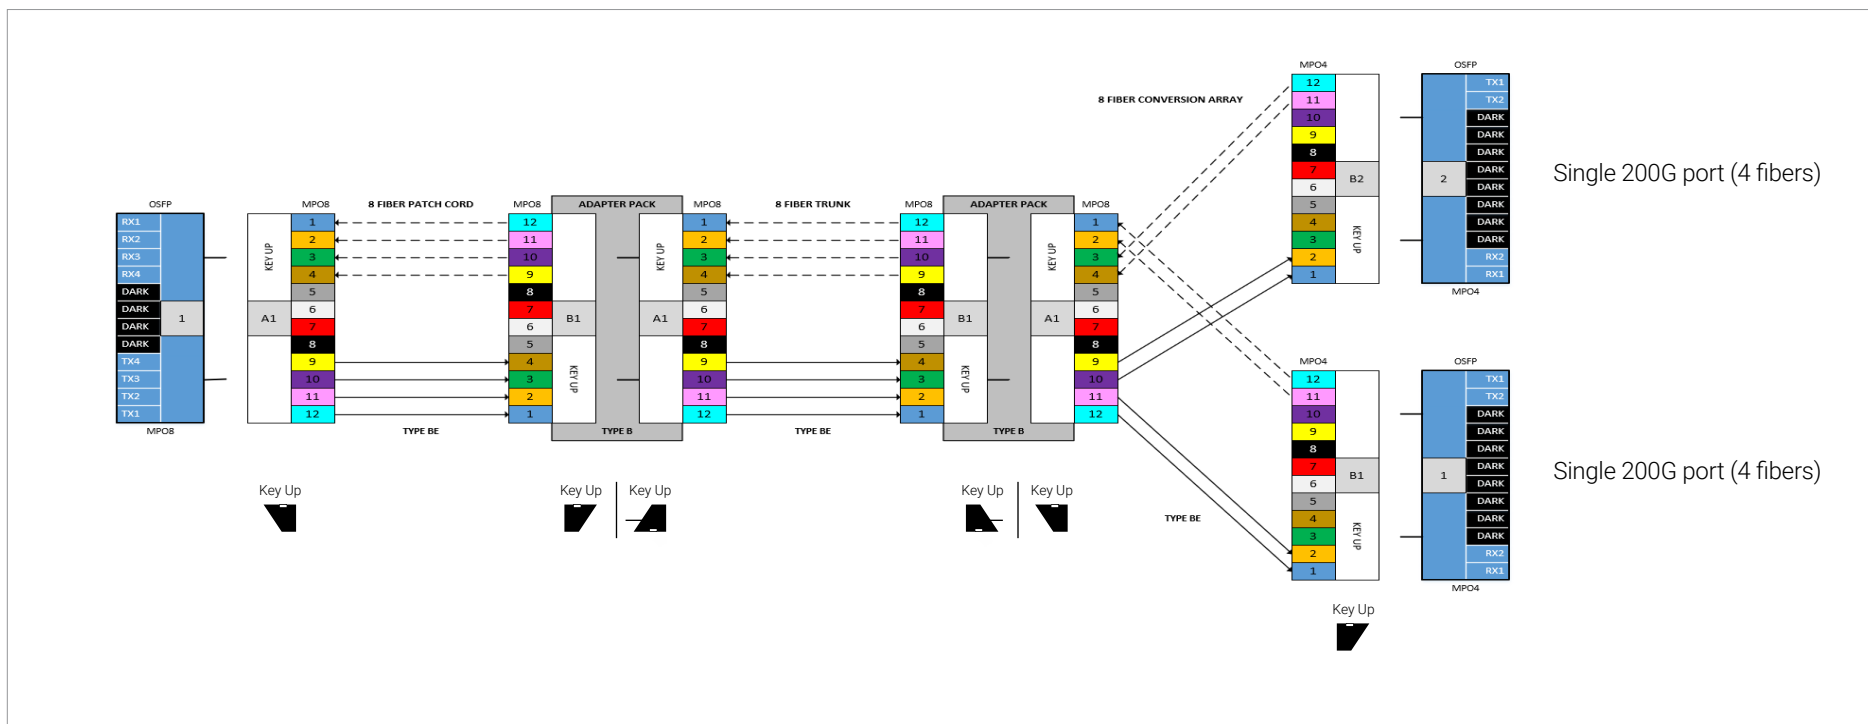 MPO4
OSFP
12
11
10
9
8
7
6
5
4
3
2
1
B2
KEY UP
2
TX1
TX2
DARK
DARK
DARK
DARK
DARK
DARK
DARK
DARK
RX2
RX1
MPO4
8 FIBER CONVERSION ARRAY
Single 200G port (4 fibers)
OSFP
RX1
RX2
RX3
RX4
DARK
DARK
DARK
DARK
TX4
TX3
TX2
TX1
1
MPO8
MPO8
KEY UP
A1
1
2
3
4
5
6
7
8
9
10
11
12
8 FIBER PATCH CORD
TYPE BE
MPO8
12
11
10
9
8
7
6
5
4
3
2
1
ADAPTER PACK
B1
KEY UP
KEY UP
A1
TYPE B
MPO8
1
2
3
4
5
6
7
8
9
10
11
12
8 FIBER TRUNK
TYPE BE
MPO8
12
11
10
9
8
7
6
5
4
3
2
1
ADAPTER PACK
B1
KEY UP
KEY UP
A1
TYPE B
MPO8
1
2
3
4
5
6
7
8
9
10
11
12
TYPE BE
MPO4
OSFP
12
11
10
9
8
7
6
5
4
3
2
1
B1
KEY UP
1
TX1
TX2
DARK
DARK
DARK
DARK
DARK
DARK
DARK
DARK
RX2
RX1
MPO4
Single 200G port (4 fibers)
Key Up
Key Up
Key Up
Key Up
Key Up
Key Up